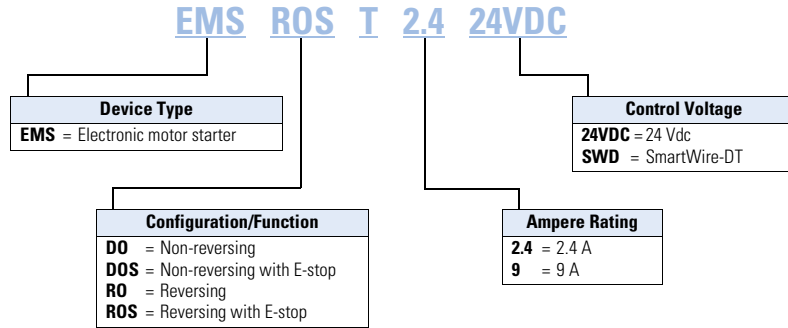 EMS ROS T 2.4 24VDC
Device Type
EMS = Electronic motor starter
Control Voltage
24VDC = 24 Vdc
SWD = SmartWire-DT
Configuration/Function
DO = Non-reversing
DOS = Non-reversing with E-stop
RO = Reversing
ROS = Reversing with E-stop
Ampere Rating
2.4 = 2.4 A
9 = 9 A